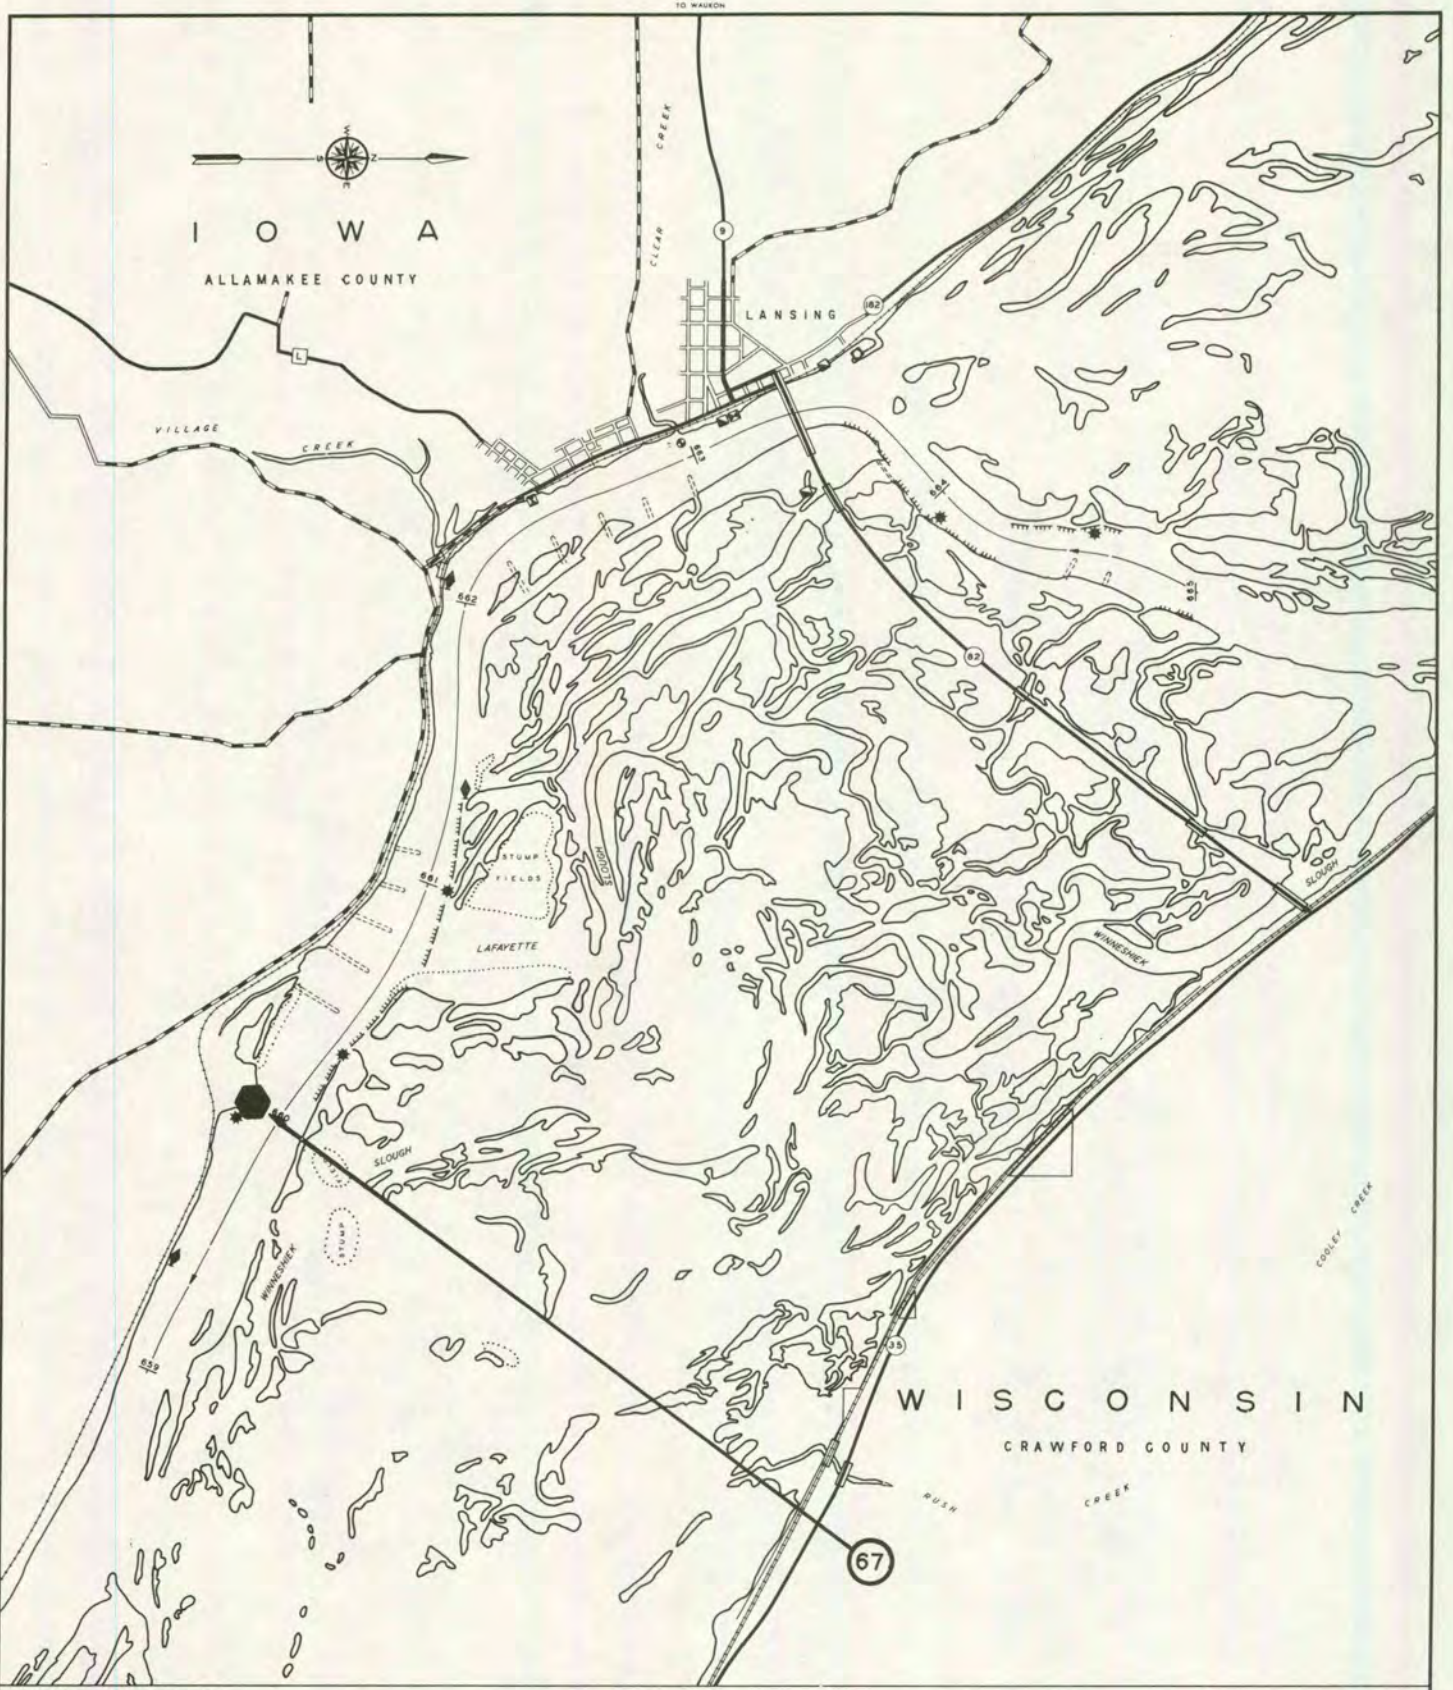 TO WAUKON
W
S
N
E
IOWA
ALLAMAKEE COUNTY
CLEAR CREEK
9
LANSING
182
L
VILLAGE CREEK
663
664
665
662
82
STUMP
FIELDS
SLOUGH
661
LAFAYETTE
WINNESHIEK
SLOUGH
660
SLOUGH
STUMP
WINNESHIEK
COOLEY CREEK
659
35
WISCONSIN
CRAWFORD COUNTY
RUSH CREEK
67